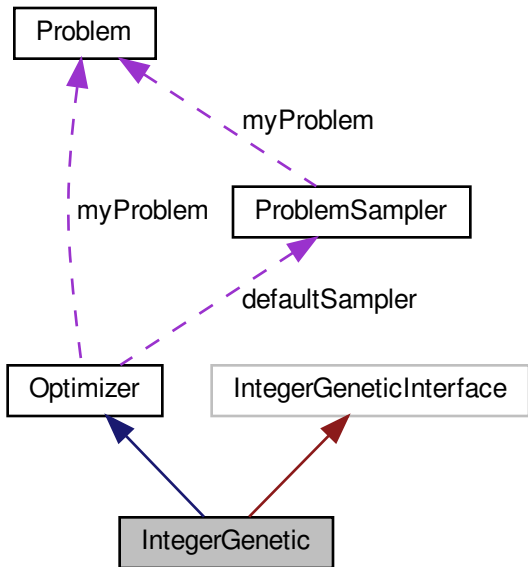 Problem
myProblem
myProblem
ProblemSampler
defaultSampler
Optimizer
IntegerGeneticInterface
IntegerGenetic